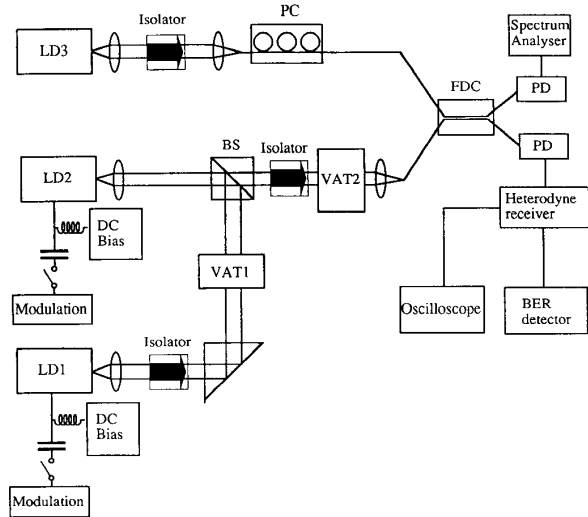 LD3
Isolator
PC
Spectrum
Analyser
FDC
PD
PD
LD2
BS
Isolator
VAT2
Heterodyne
receiver
DC
Bias
Modulation
VAT1
Oscilloscope
BER
detector
LD1
Isolator
DC
Bias
Modulation